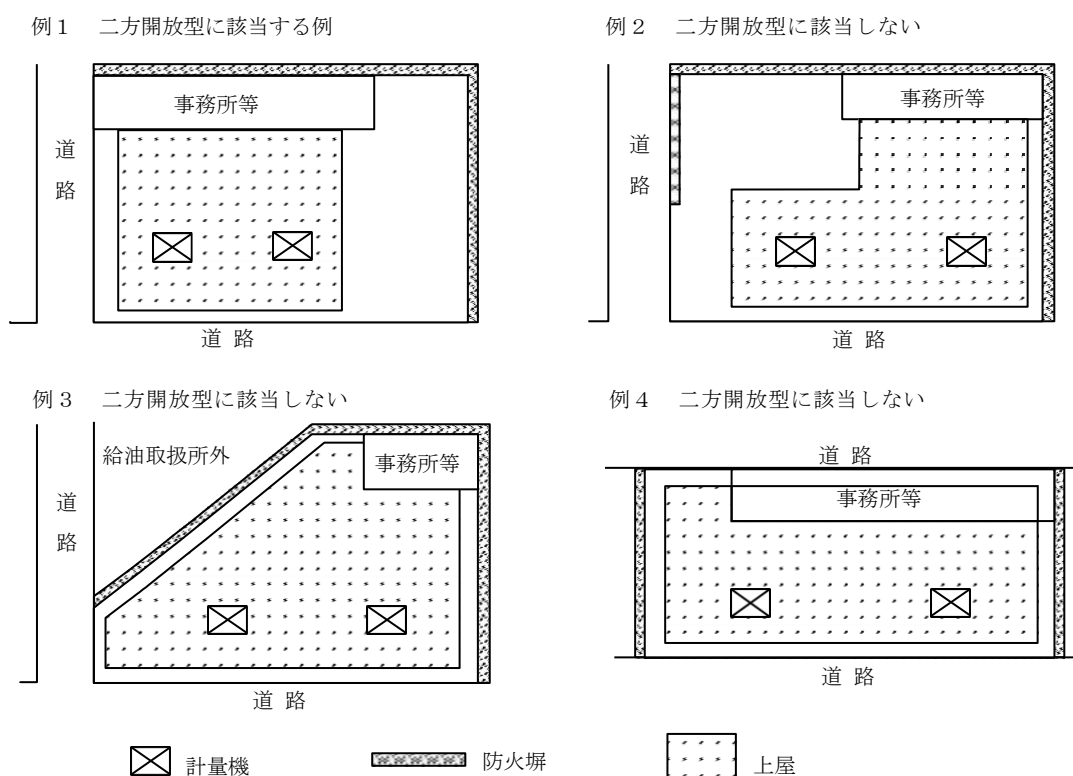 例1 二方開放型に該当する例
事務所等
道
路
道 路
例2 二方開放型に該当しない
事務所等
道
路
道 路
例3 二方開放型に該当しない
給油取扱所外
事務所等
道
路
道 路
例4 二方開放型に該当しない
道 路
事務所等
道 路
計量機
防火塀
上屋